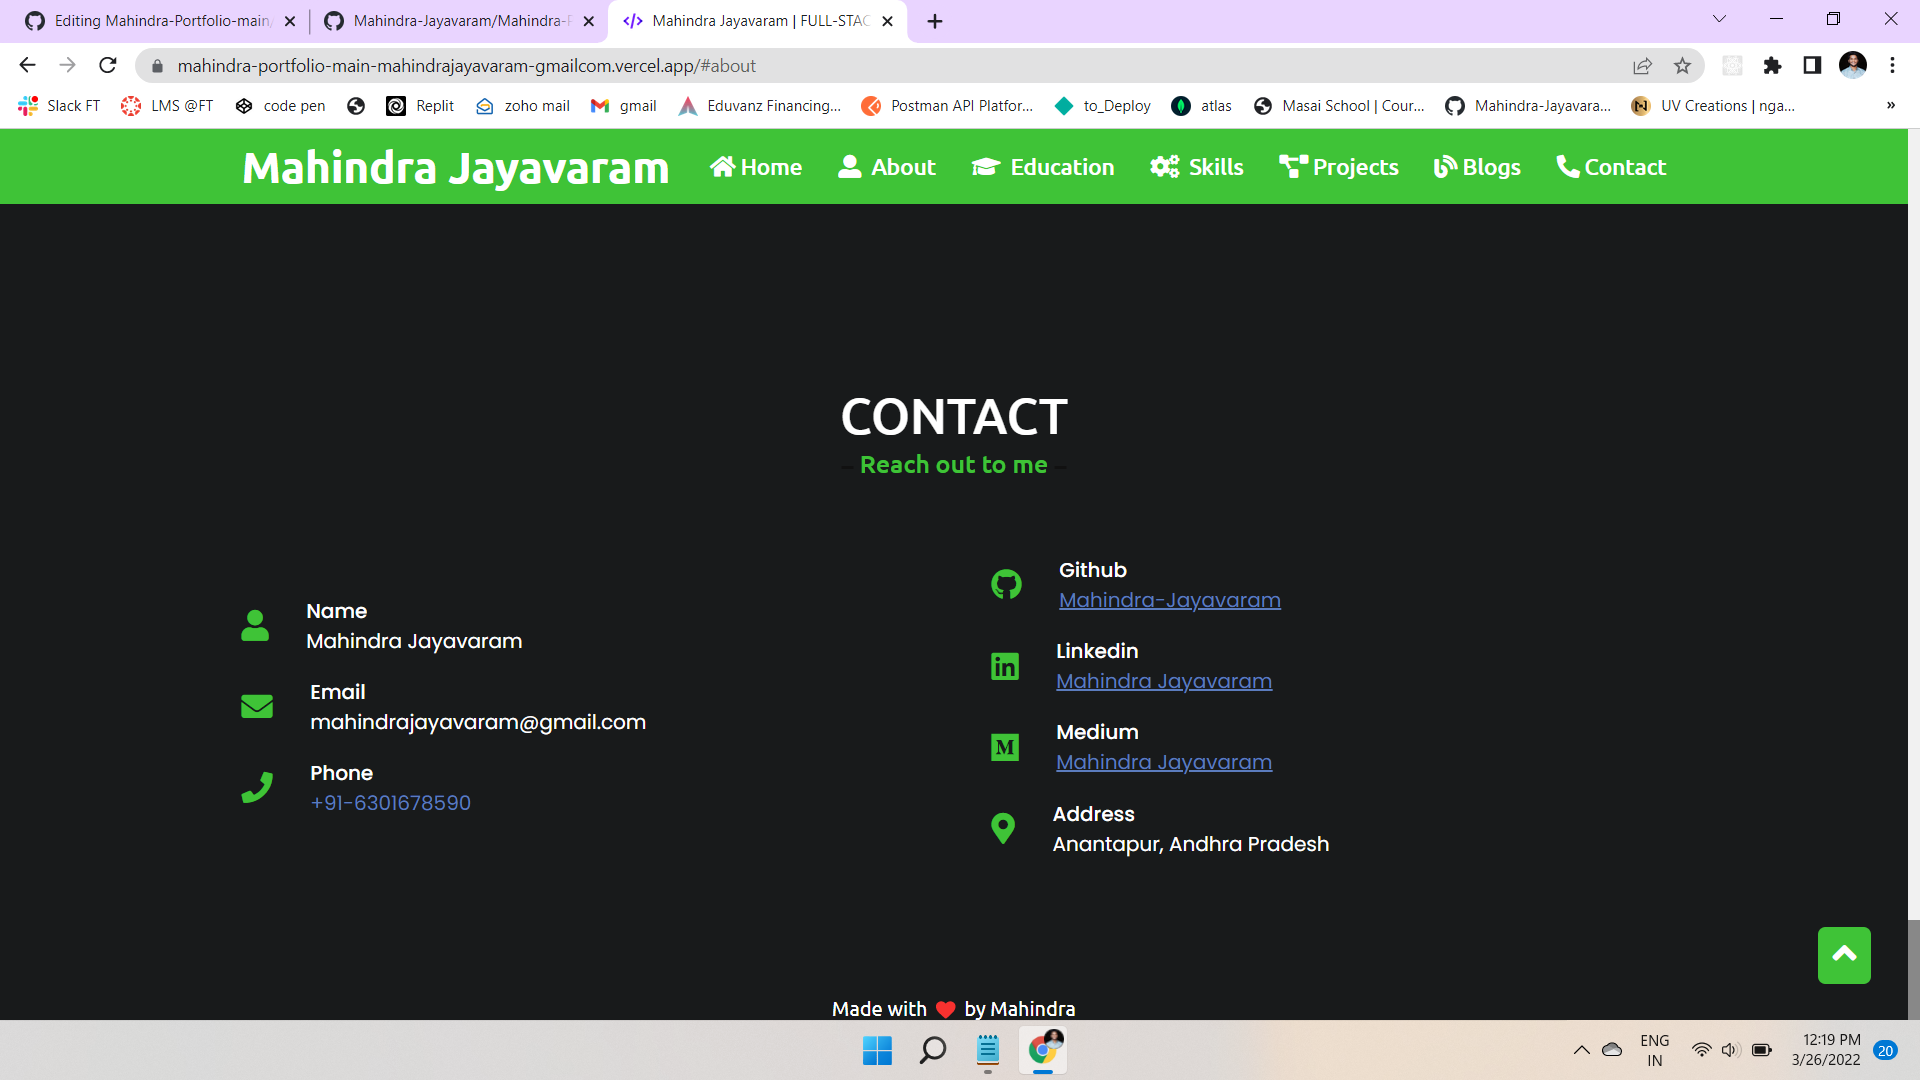 Editing Mahindra-Portfolio-main/
Mahindra-Jayavaram/Mahindra-P
Mahindra Jayavaram | FULL-STAC
mahindra-portfolio-main-mahindrajayavaram-gmailcom.vercel.app/#about
Slack FT
LMS @FT
code pen
Replit
zoho mail
gmail
Eduvanz Financing...
Postman API Platfor...
to_Deploy
atlas
Masai School | Cour...
Mahindra-Jayavara...
UV Creations | nga...
»
Mahindra Jayavaram
Home
About
Education
Skills
Projects
Blogs
Contact
CONTACT
Reach out to me
Name
Mahindra Jayavaram
Email
mahindrajayavaram@gmail.com
Phone
+91-6301678590
Github
Mahindra-Jayavaram
Linkedin
Mahindra Jayavaram
Medium
Mahindra Jayavaram
Address
Anantapur, Andhra Pradesh
Made with ❤ by Mahindra
ENG
IN
12:19 PM
3/26/2022
20